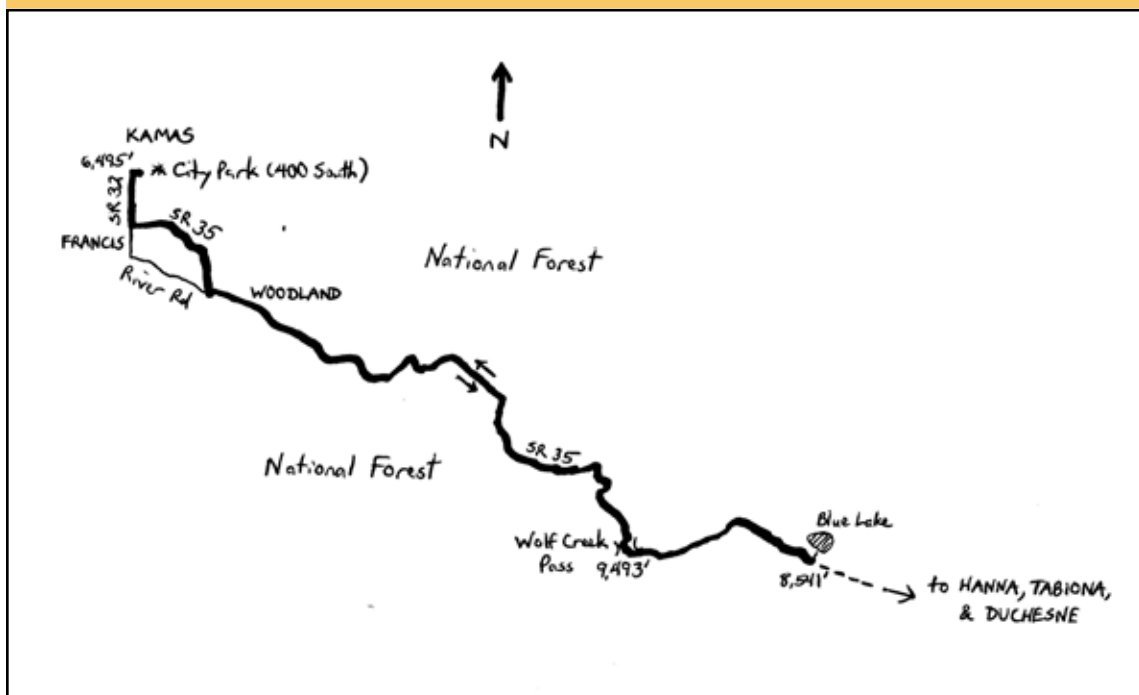 N
KAMAS
6,495'
* City Park (400 South)
SR 32
SR 35
FRANCIS
River Rd
WOODLAND
National Forest
National Forest
SR 35
Wolf Creek
Pass
9,493'
Blue Lake
8,541'
to HANNA, TABIONA,
& DUCHESNE